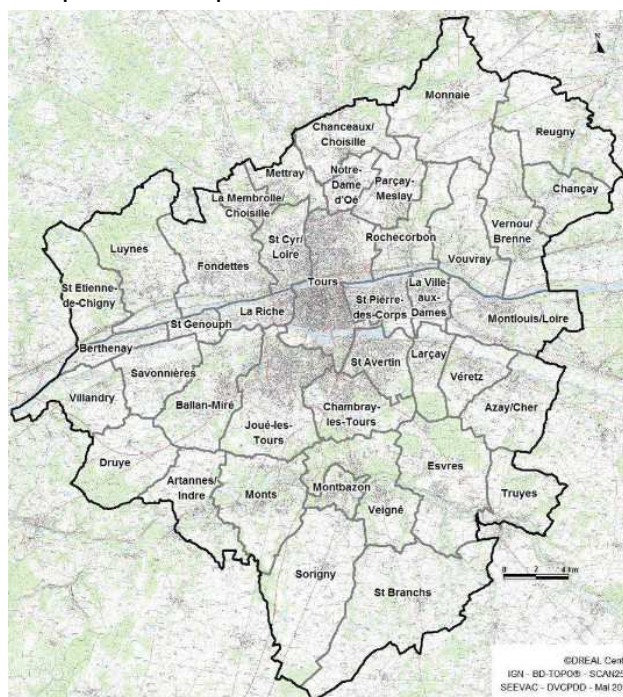 N
Monnaie
Reugny
Chanceaux/
Choisille
Notre-
Dame
d'Oé
Parçay-
Meslay
Mettray
Chançay
La Membrolle/
Choisille
Vernou/
Brenne
Luynes
St Cyr/
Loire
Rochecorbon
Vouvray
Fondettes
St Etienne-
de-Chigny
Tours
La Ville-
aux-
Dames
St Pierre-
des-Corps
La Riche
Montlouis/Loire
St Genouph
Berthenay
Savonnières
St Avertin
Larçay
Véretz
Villandry
Ballan-Miré
Azay/Cher
Chambray-
les-Tours
Joué-les-
Tours
Druye
Esvres
Artannes/
Indre
Monts
Montbazon
Truyes
Veigné
Sorigny
St Branchs
0 2 4 km
©DREAL Cent
IGN - BD-TOPO® - SCAN25
SEEVAC - DVCPDD - Mai 20